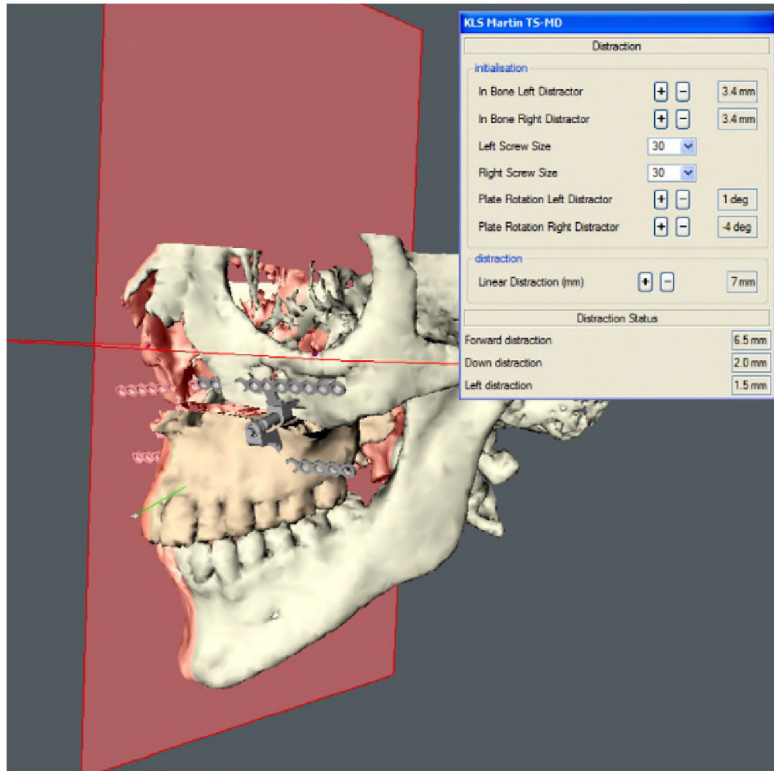 KLS Martin TS-MD
Distraction
initialisation
In Bone Left Distractor + − 3.4 mm
In Bone Right Distractor + − 3.4 mm
Left Screw Size 30
Right Screw Size 30
Plate Rotation Left Distractor + − 1 deg
Plate Rotation Right Distractor + − -4 deg
distraction
Linear Distraction (mm) + − 7 mm
Distraction Status
Forward distraction 6.5 mm
Down distraction 2.0 mm
Left distraction 1.5 mm